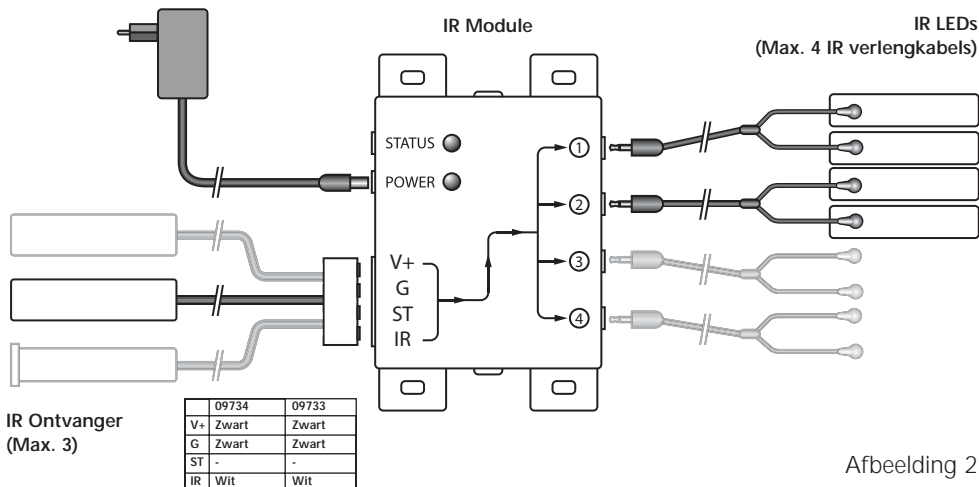 IR Module
IR LEDs
(Max. 4 IR verlengkabels)
STATUS
POWER
1
2
3
4
V+
G
ST
IR
IR Ontvanger
(Max. 3)
09734 09733
V+ Zwart Zwart
G Zwart Zwart
ST - -
IR Wit Wit
Afbeelding 2